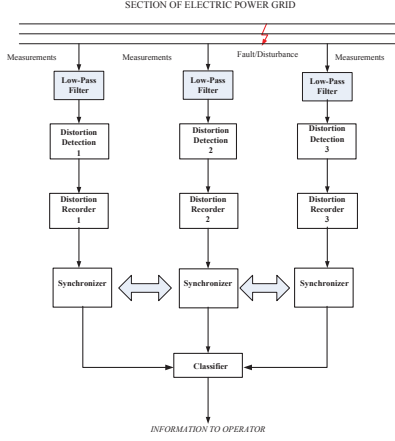 SECTION OF ELECTRIC POWER GRID
Measurements
Measurements
Fault/Disturbance
Measurements
Low-Pass
Filter
Low-Pass
Filter
Low-Pass
Filter
Distortion
Detection
1
Distortion
Detection
2
Distortion
Detection
3
Distortion
Recorder
1
Distortion
Recorder
2
Distortion
Recorder
3
Synchronizer
Synchronizer
Synchronizer
Classifier
INFORMATION TO OPERATOR